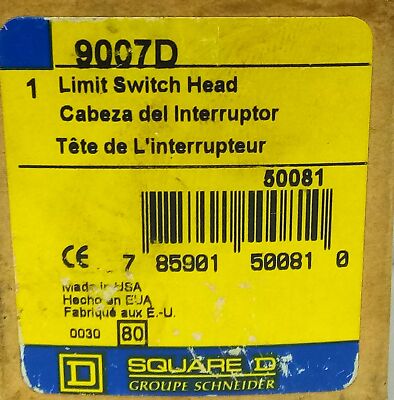 9007D
1 Limit Switch Head
Cabeza del Interruptor
Tête de L'interrupteur
50081
CE 7 85901 50081 0
Made in USA
Hecho en EUA
Fabriqué aux É.-U.
0030 80
D SQUARE D
GROUPE SCHNEIDER